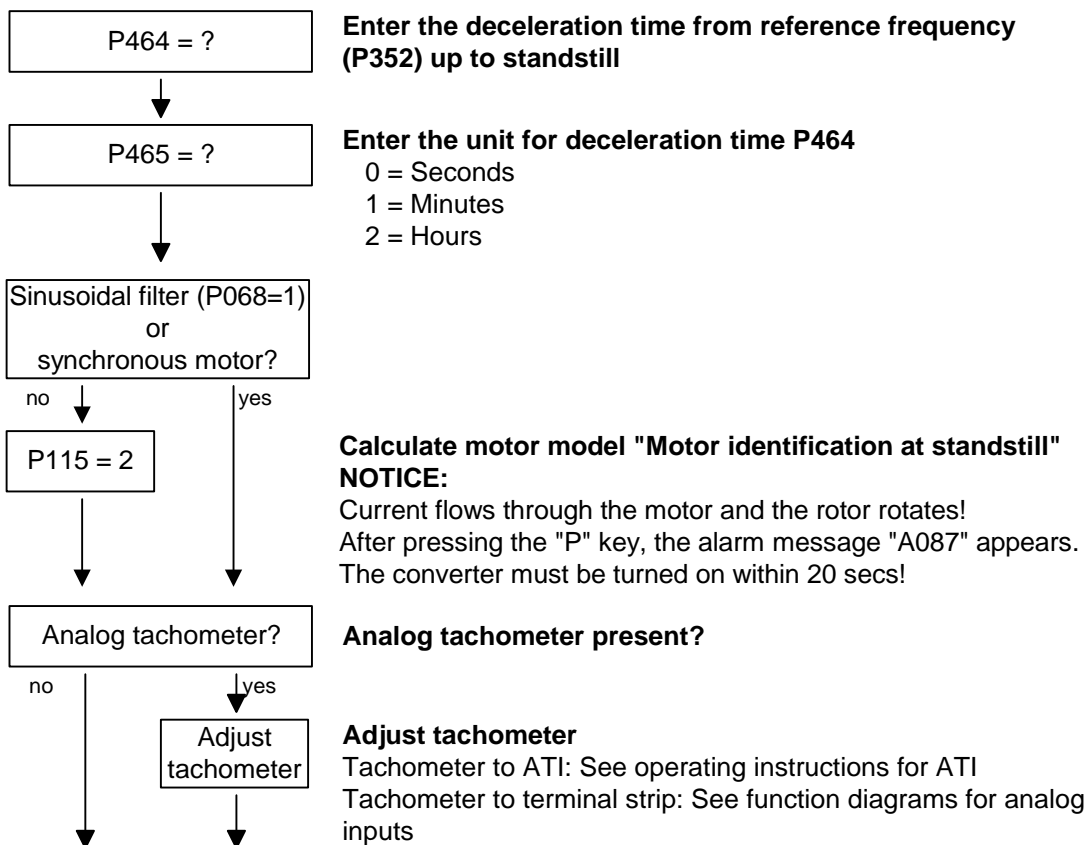 P464 = ?
Enter the deceleration time from reference frequency
(P352) up to standstill
P465 = ?
Enter the unit for deceleration time P464
0 = Seconds
1 = Minutes
2 = Hours
Sinusoidal filter (P068=1)
or
synchronous motor?
no
yes
P115 = 2
Calculate motor model "Motor identification at standstill"
NOTICE:
Current flows through the motor and the rotor rotates!
After pressing the "P" key, the alarm message "A087" appears.
The converter must be turned on within 20 secs!
Analog tachometer?
Analog tachometer present?
no
yes
Adjust
tachometer
Adjust tachometer
Tachometer to ATI: See operating instructions for ATI
Tachometer to terminal strip: See function diagrams for analog
inputs